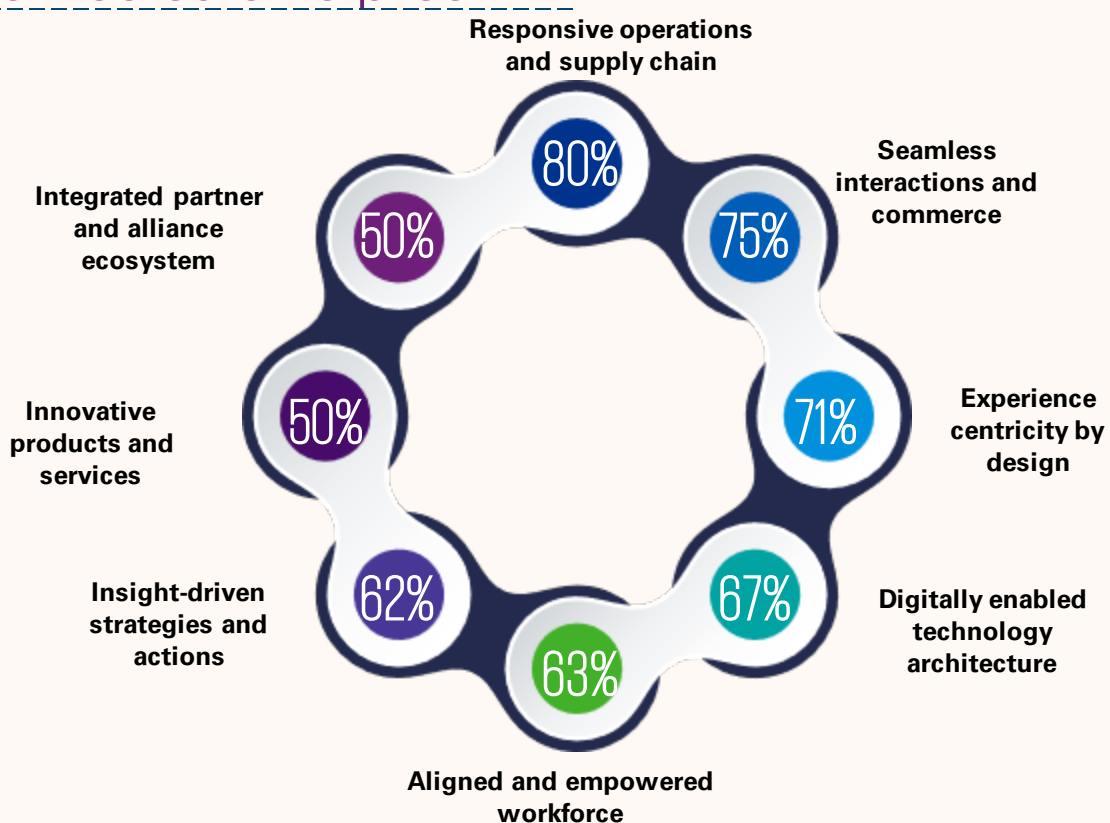 Responsive operations
and supply chain
80%
Seamless
interactions and
commerce
75%
Experience
centricity by
design
71%
Digitally enabled
technology
architecture
67%
Aligned and empowered
workforce
63%
Insight-driven
strategies and
actions
62%
Innovative
products and
services
50%
Integrated partner
and alliance
ecosystem
50%